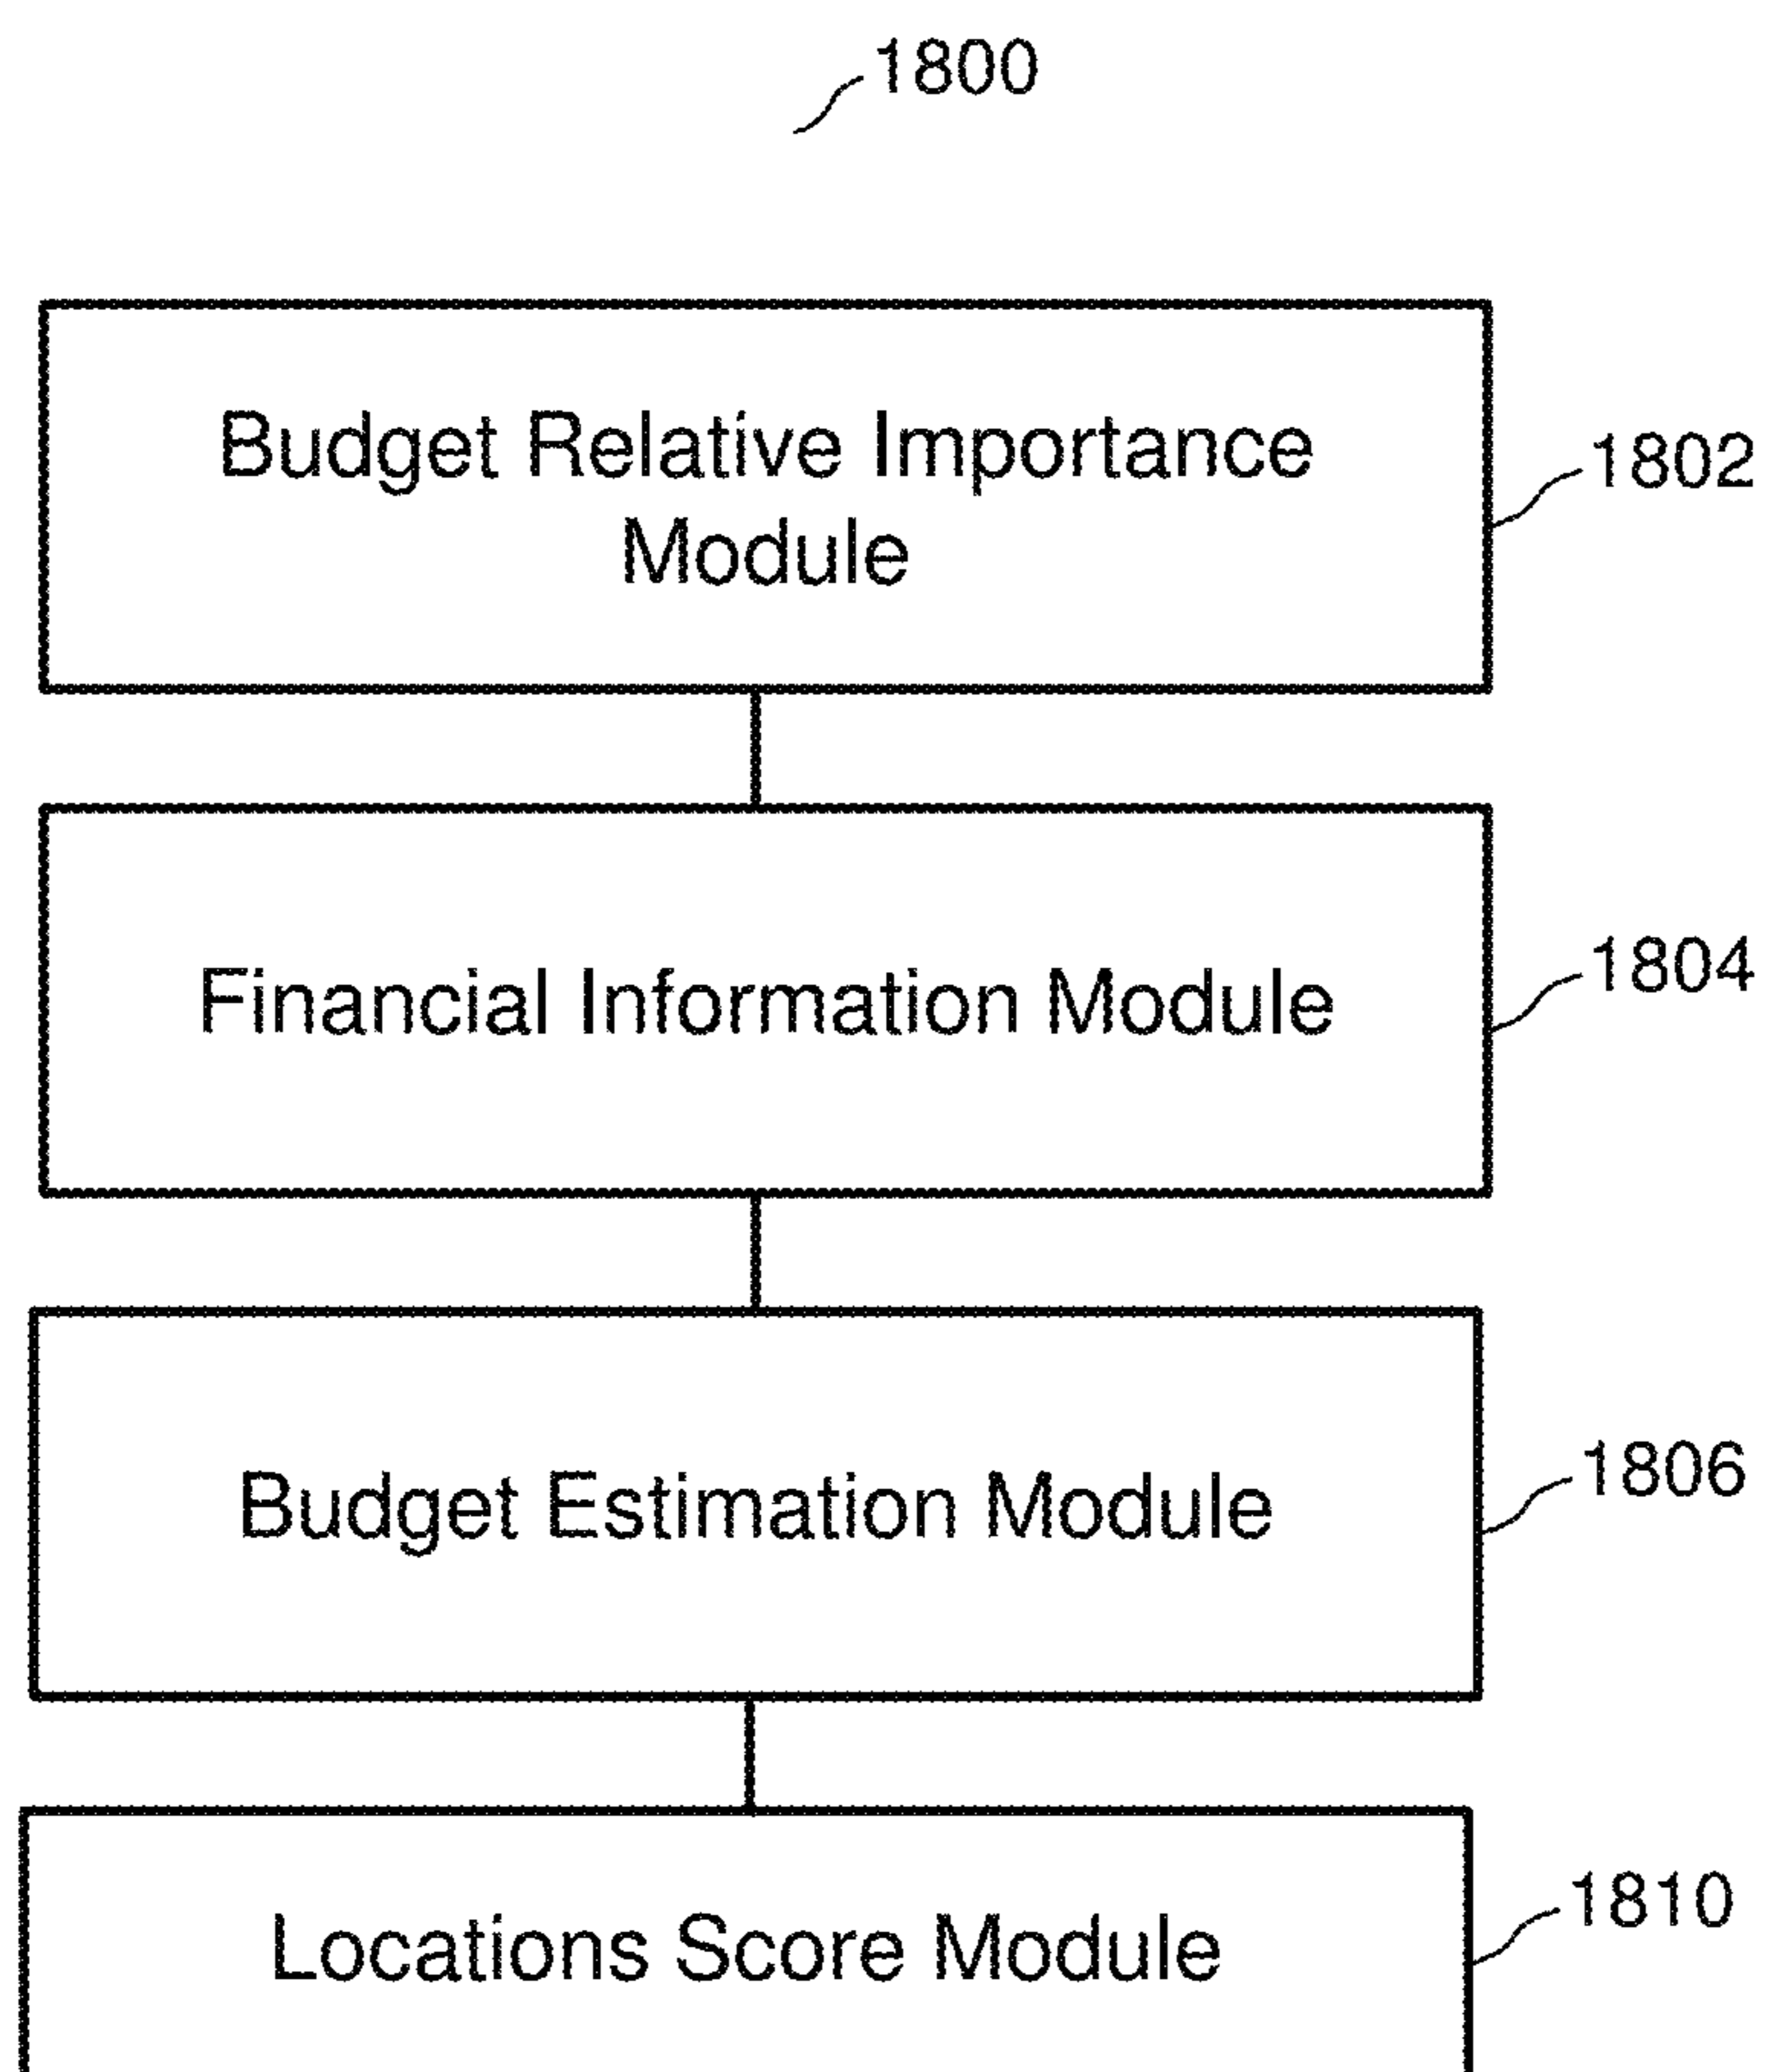 1800
Budget Relative Importance
Module
1802
Financial Information Module
1804
Budget Estimation Module
1806
Locations Score Module
1810